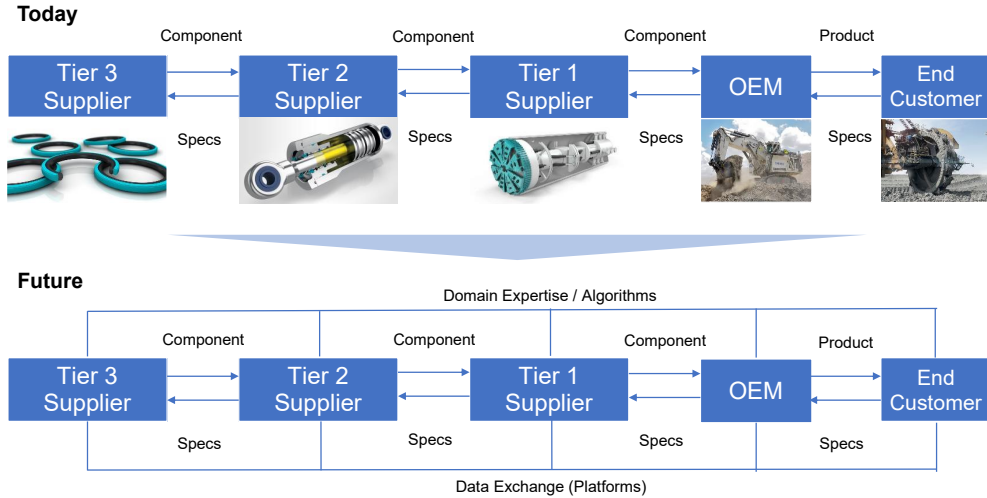 Today
Component
Component
Component
Product
Tier 3
Supplier
Tier 2
Supplier
Tier 1
Supplier
OEM
End
Customer
Specs
Specs
Specs
Specs
Future
Domain Expertise / Algorithms
Component
Component
Component
Product
Tier 3
Supplier
Tier 2
Supplier
Tier 1
Supplier
OEM
End
Customer
Specs
Specs
Specs
Specs
Data Exchange (Platforms)